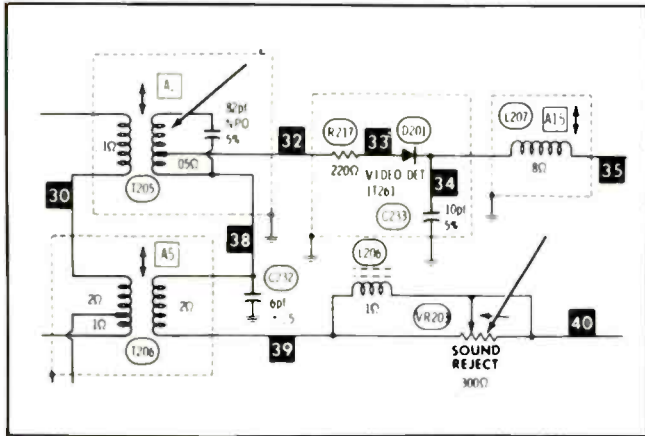 82pf
NPO
5%
1Ω
.05Ω
T205
32
R217
33
D201
220Ω
VIDEO DET
1T261
34
C233
10pf
5%
L207
A15
8Ω
35
30
38
A5
2Ω
1Ω
2Ω
T206
C232
6pf
39
L206
1Ω
VR203
SOUND
REJECT
300Ω
40